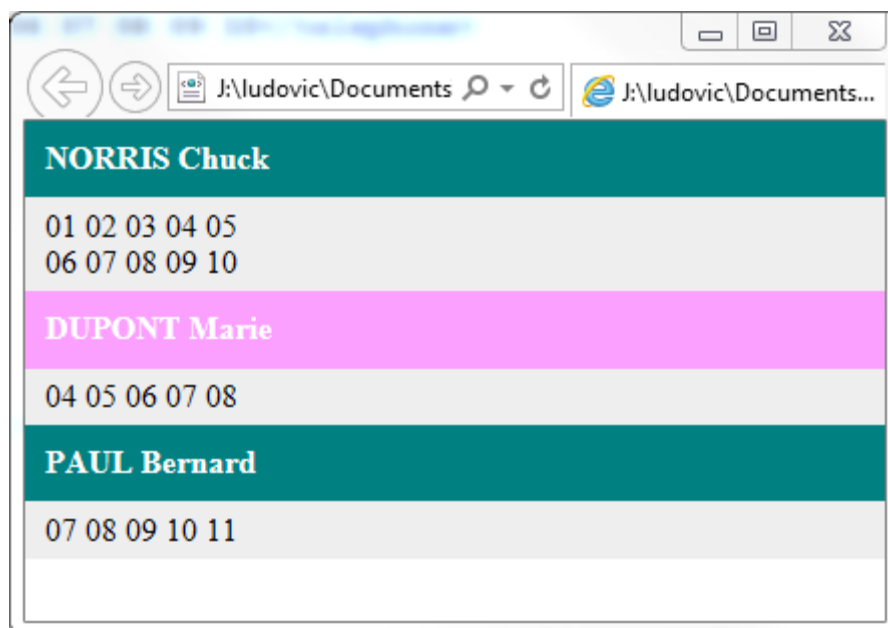 J:\ludovic\Documents
J:\ludovic\Documents...
NORRIS Chuck
01 02 03 04 05
06 07 08 09 10
DUPONT Marie
04 05 06 07 08
PAUL Bernard
07 08 09 10 11